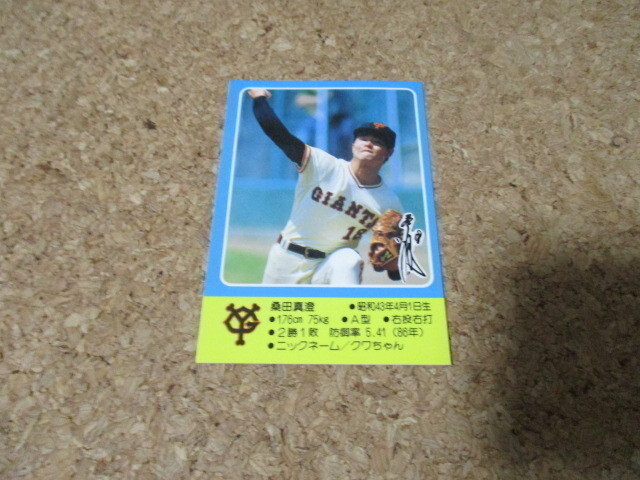 GIANTS
18
桑田真澄 ●昭和43年4月1日生
●176cm 75kg ●A型 ●右投右打
●2勝1敗 防御率 5.41 (86年)
●ニックネーム/クワちゃん